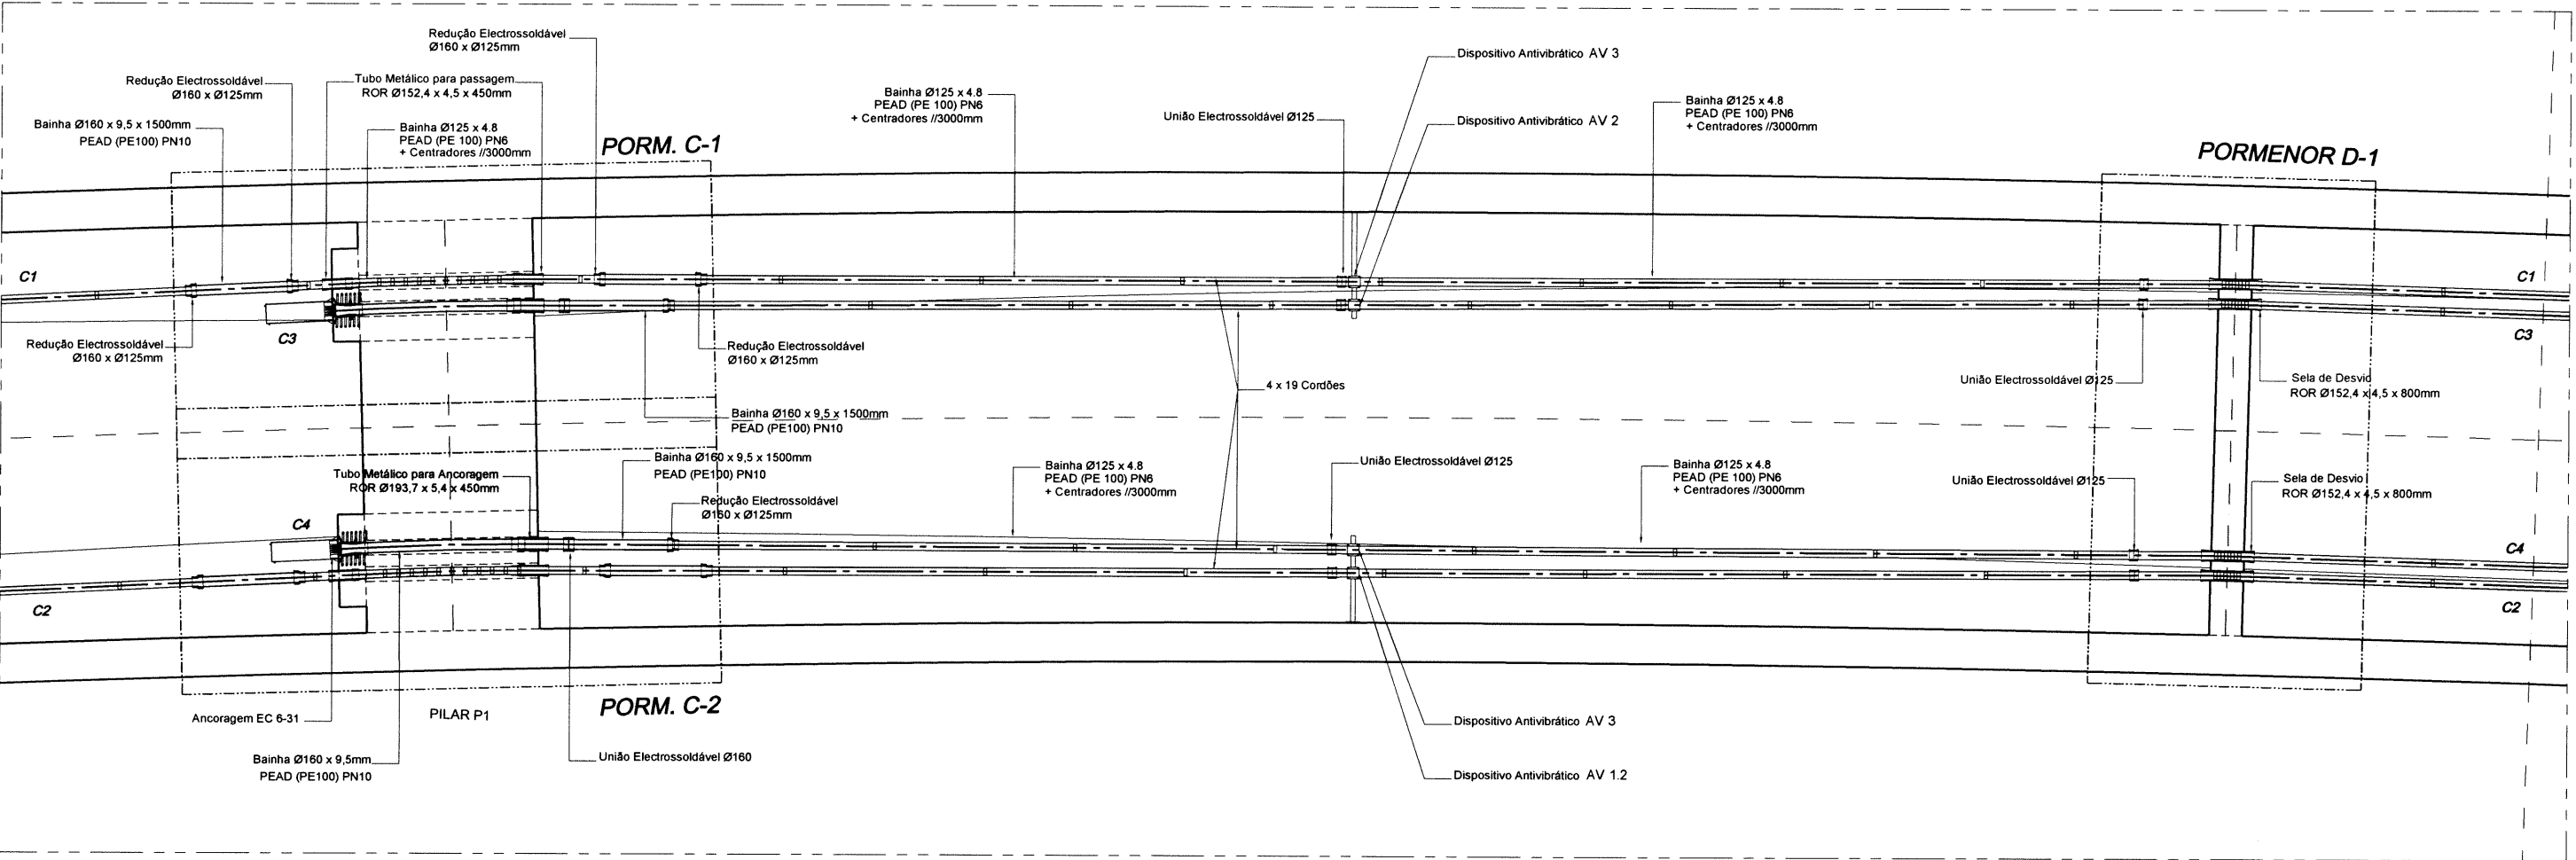 Redução Electrossoldável
Ø160 x Ø125mm
Redução Electrossoldável
Ø160 x Ø125mm
Tubo Metálico para passagem
ROR Ø152,4 x 4,5 x 450mm
Bainha Ø160 x 9,5 x 1500mm
PEAD (PE100) PN10
Bainha Ø125 x 4.8
PEAD (PE 100) PN6
+ Centradores //3000mm
PORM. C-1
Bainha Ø125 x 4.8
PEAD (PE 100) PN6
+ Centradores //3000mm
União Electrossoldável Ø125
Dispositivo Antivibrático AV 3
Dispositivo Antivibrático AV 2
Bainha Ø125 x 4.8
PEAD (PE 100) PN6
+ Centradores //3000mm
PORMENOR D-1
C1
C1
C3
C3
Redução Electrossoldável
Ø160 x Ø125mm
Redução Electrossoldável
Ø160 x Ø125mm
4 x 19 Cordões
União Electrossoldável Ø125
Sela de Desvio
ROR Ø152,4 x 4,5 x 800mm
Bainha Ø160 x 9,5 x 1500mm
PEAD (PE100) PN10
Tubo Metálico para Ancoragem
ROR Ø193,7 x 5,4 x 450mm
Bainha Ø160 x 9,5 x 1500mm
PEAD (PE100) PN10
Redução Electrossoldável
Ø160 x Ø125mm
Bainha Ø125 x 4.8
PEAD (PE 100) PN6
+ Centradores //3000mm
União Electrossoldável Ø125
Bainha Ø125 x 4.8
PEAD (PE 100) PN6
+ Centradores //3000mm
União Electrossoldável Ø125
Sela de Desvio
ROR Ø152,4 x 4,5 x 800mm
C4
C4
C2
C2
Ancoragem EC 6-31
PILAR P1
PORM. C-2
Bainha Ø160 x 9,5mm
PEAD (PE100) PN10
União Electrossoldável Ø160
Dispositivo Antivibrático AV 3
Dispositivo Antivibrático AV 1.2